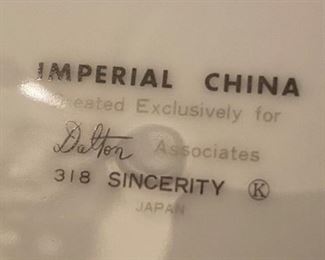 IMPERIAL CHINA
Created Exclusively for
Dalton Associates
318 SINCERITY Ⓚ
JAPAN